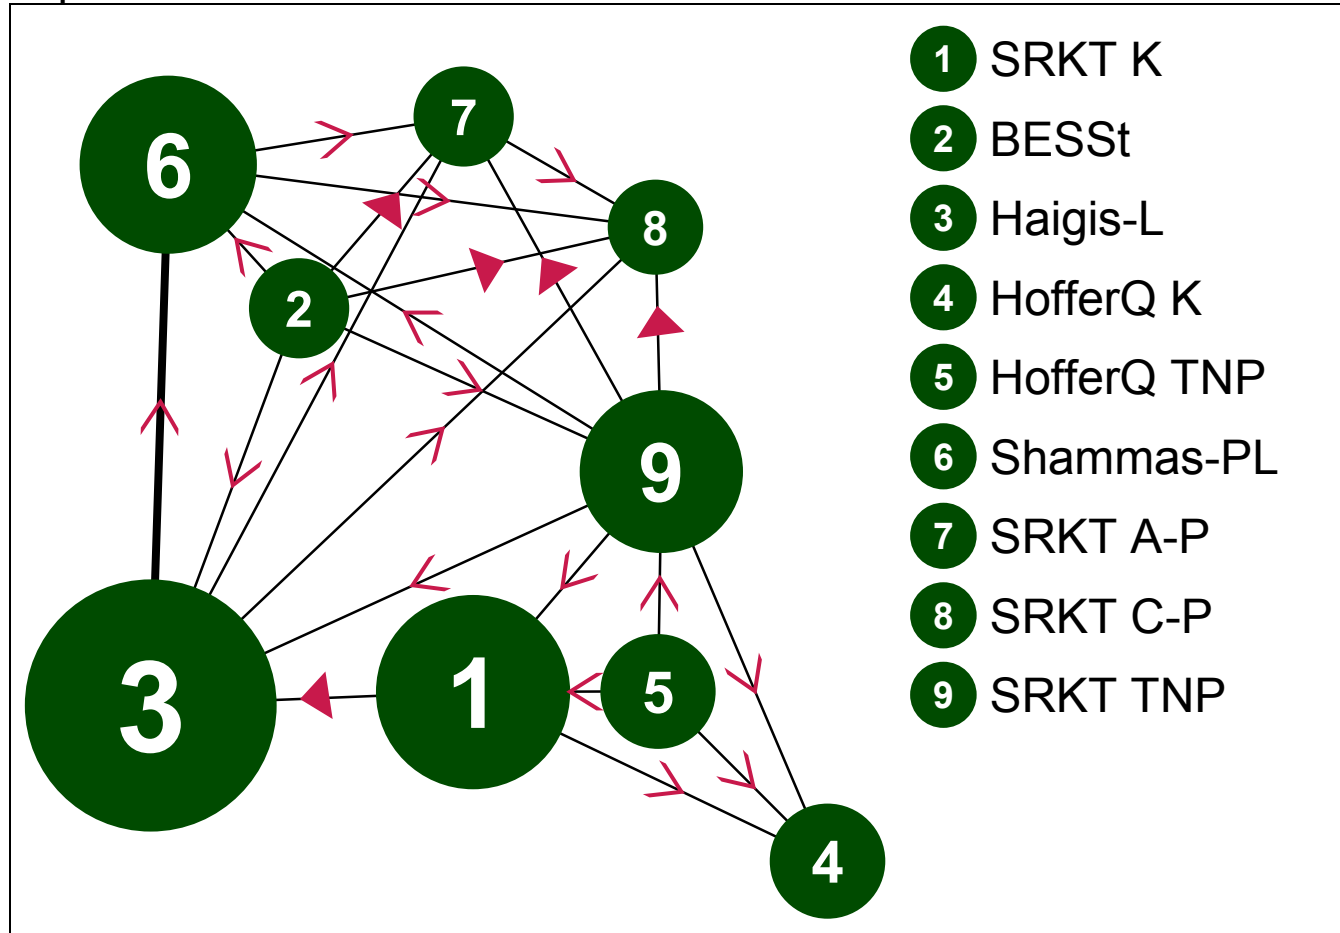 6
7
8
2
9
3
1
5
4
1 SRKT K
2 BESSt
3 Haigis-L
4 HofferQ K
5 HofferQ TNP
6 Shammas-PL
7 SRKT A-P
8 SRKT C-P
9 SRKT TNP